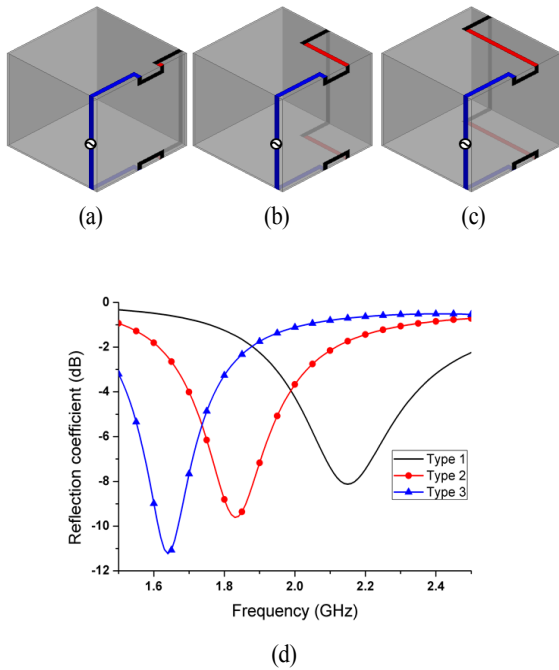 (a) (b) (c)
0
-2
-4
-6
-8
-10
-12
Reflection coefficient (dB)
Type 1
Type 2
Type 3
1.6 1.8 2.0 2.2 2.4
Frequency (GHz)
(d)